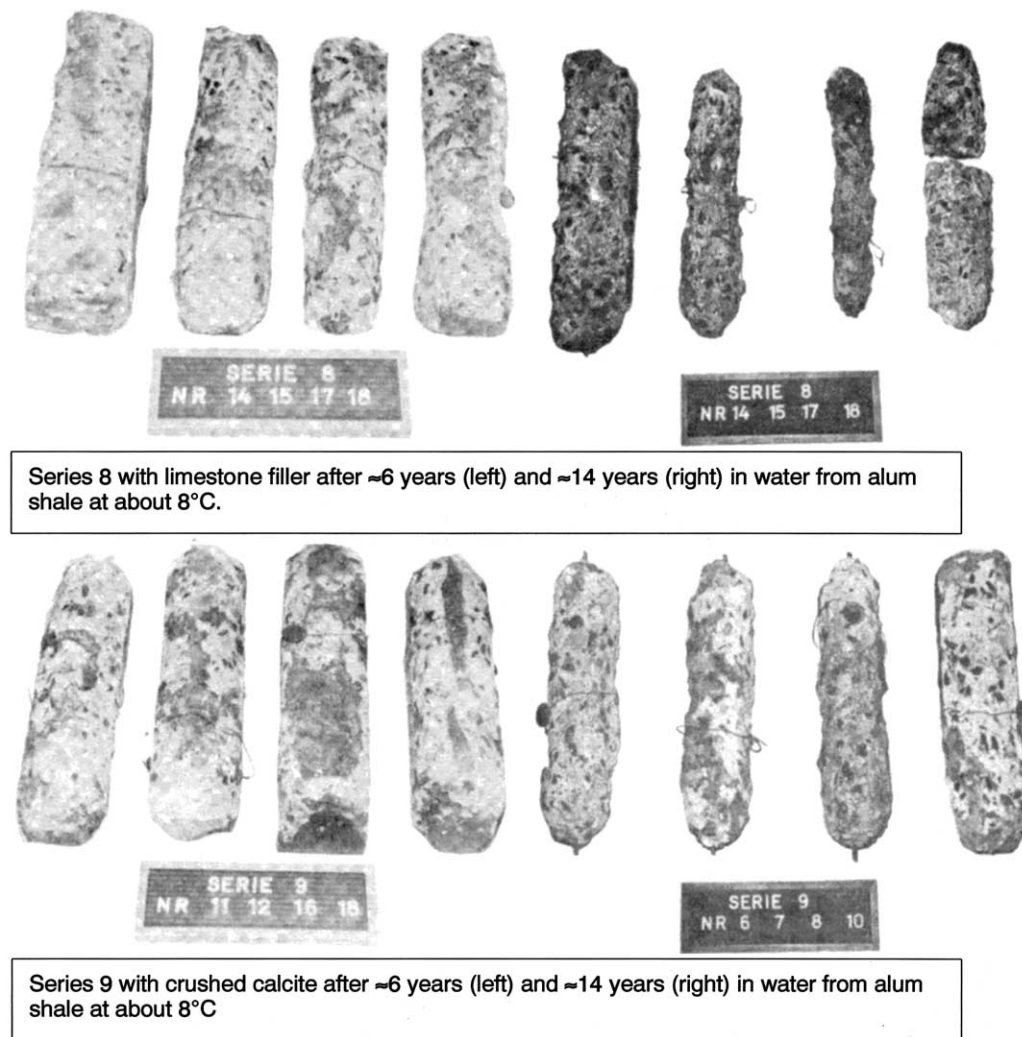 SERIE 8
NR 14 15 17 18
SERIE 8
NR 14 15 17 18
Series 8 with limestone filler after ≈6 years (left) and ≈14 years (right) in water from alum
shale at about 8°C.
SERIE 9
NR 11 12 16 18
SERIE 9
NR 6 7 8 10
Series 9 with crushed calcite after ≈6 years (left) and ≈14 years (right) in water from alum
shale at about 8°C